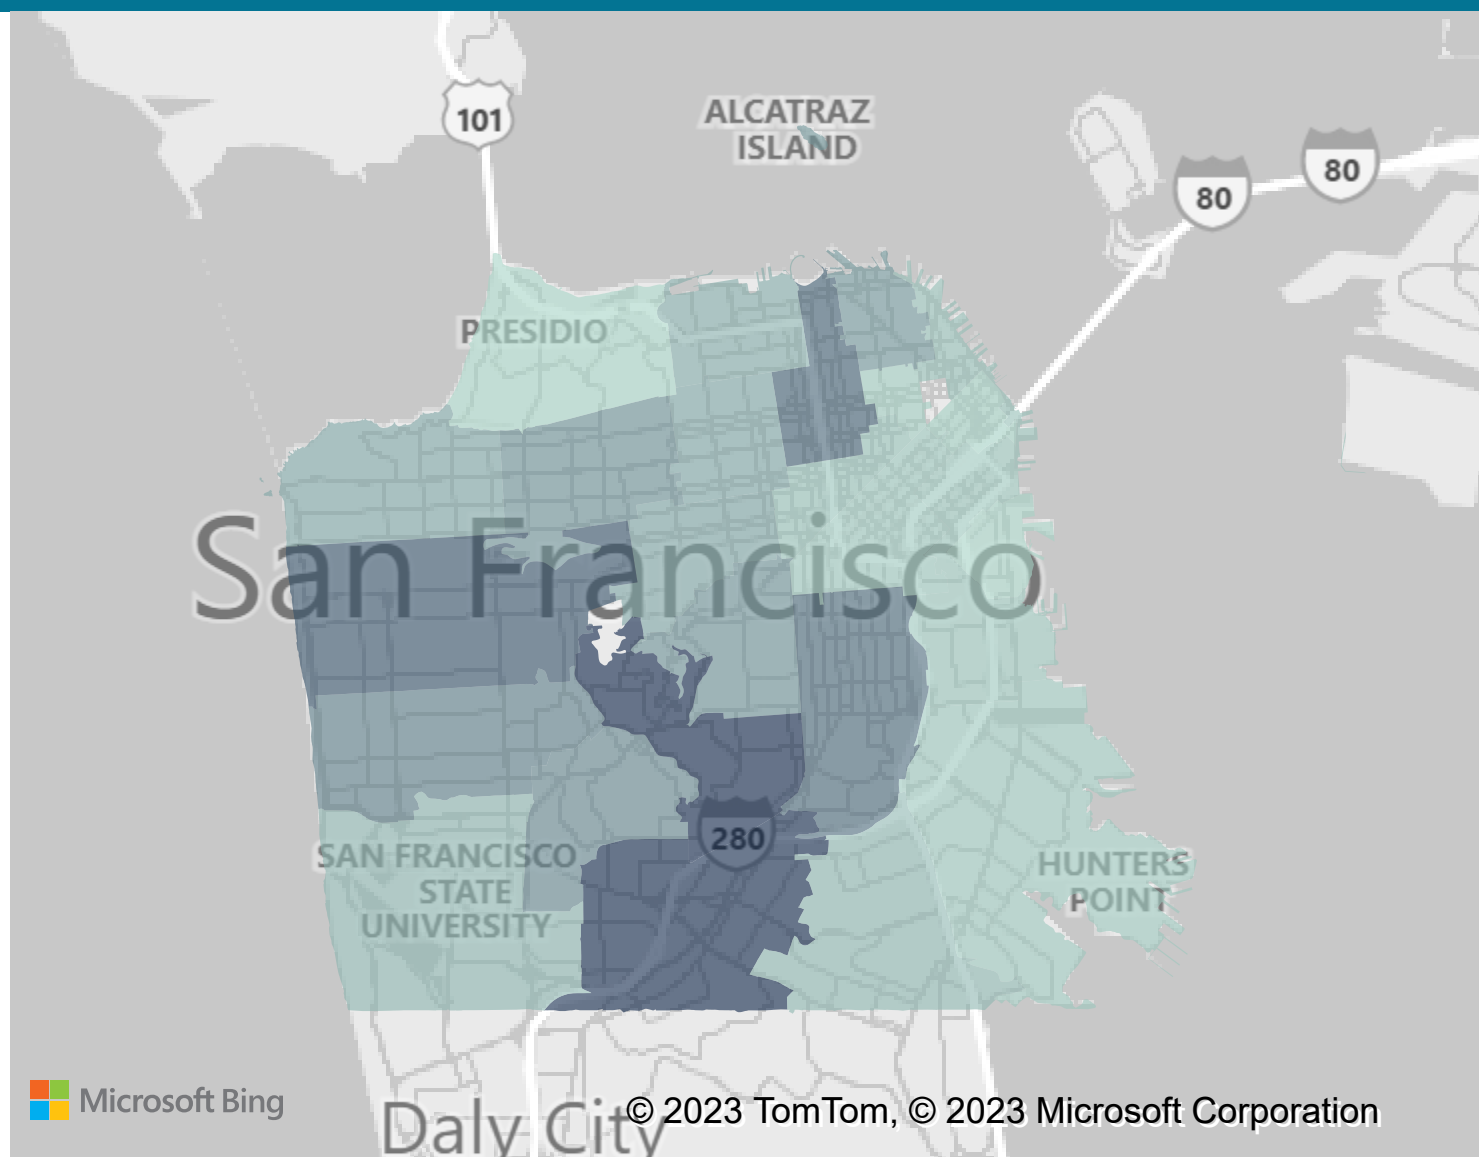 101
ALCATRAZ
ISLAND
80
80
PRESIDIO
San Francisco
280
SAN FRANCISCO
STATE
UNIVERSITY
HUNTERS
POINT
Microsoft Bing
Daly City
© 2023 TomTom, © 2023 Microsoft Corporation